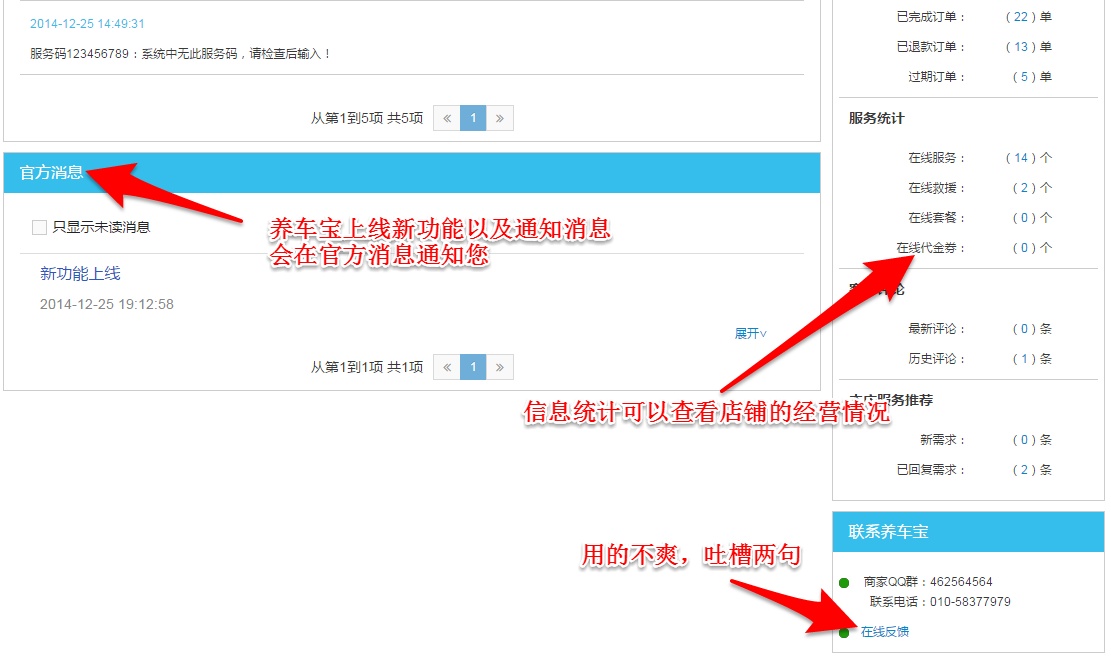 2014-12-25 14:49:31
服务码123456789：系统中无此服务码，请检查后输入！
从第1到5项 共5项 « 1 »
官方消息
只显示未读消息
养车宝上线新功能以及通知消息
会在官方消息通知您
新功能上线
2014-12-25 19:12:58
展开∨
从第1到1项 共1项 « 1 »
已完成订单： （22）单
已退款订单： （13）单
过期订单： （5）单
服务统计
在线服务： （14）个
在线救援： （2）个
在线套餐： （0）个
在线代金券： （0）个
论
最新评论： （0）条
历史评论： （1）条
信息统计可以查看店铺的经营情况
服务推荐
新需求： （0）条
已回复需求： （2）条
联系养车宝
用的不爽，吐槽两句
商家QQ群：462564564
联系电话：010-58377979
在线反馈